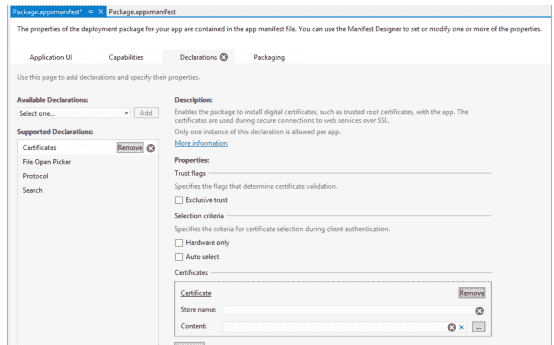 Package.appxmanifest* Package.appxmanifest
The properties of the deployment package for your app are contained in the app manifest file. You can use the Manifest Designer to set or modify one or more of the properties.
Application UI Capabilities Declarations Packaging
Use this page to add declarations and specify their properties.
Available Declarations:
Select one... Add
Supported Declarations:
Certificates Remove
File Open Picker
Protocol
Search
Description:
Enables the package to install digital certificates, such as trusted root certificates, with the app. The
certificates are used during secure connections to web services over SSL.
Only one instance of this declaration is allowed per app.
More information
Properties:
Trust flags
Specifies the flags that determine certificate validation.
Exclusive trust
Selection criteria
Specifies the criteria for certificate selection during client authentication.
Hardware only
Auto select
Certificates
Certificate Remove
Store name:
Content: ...